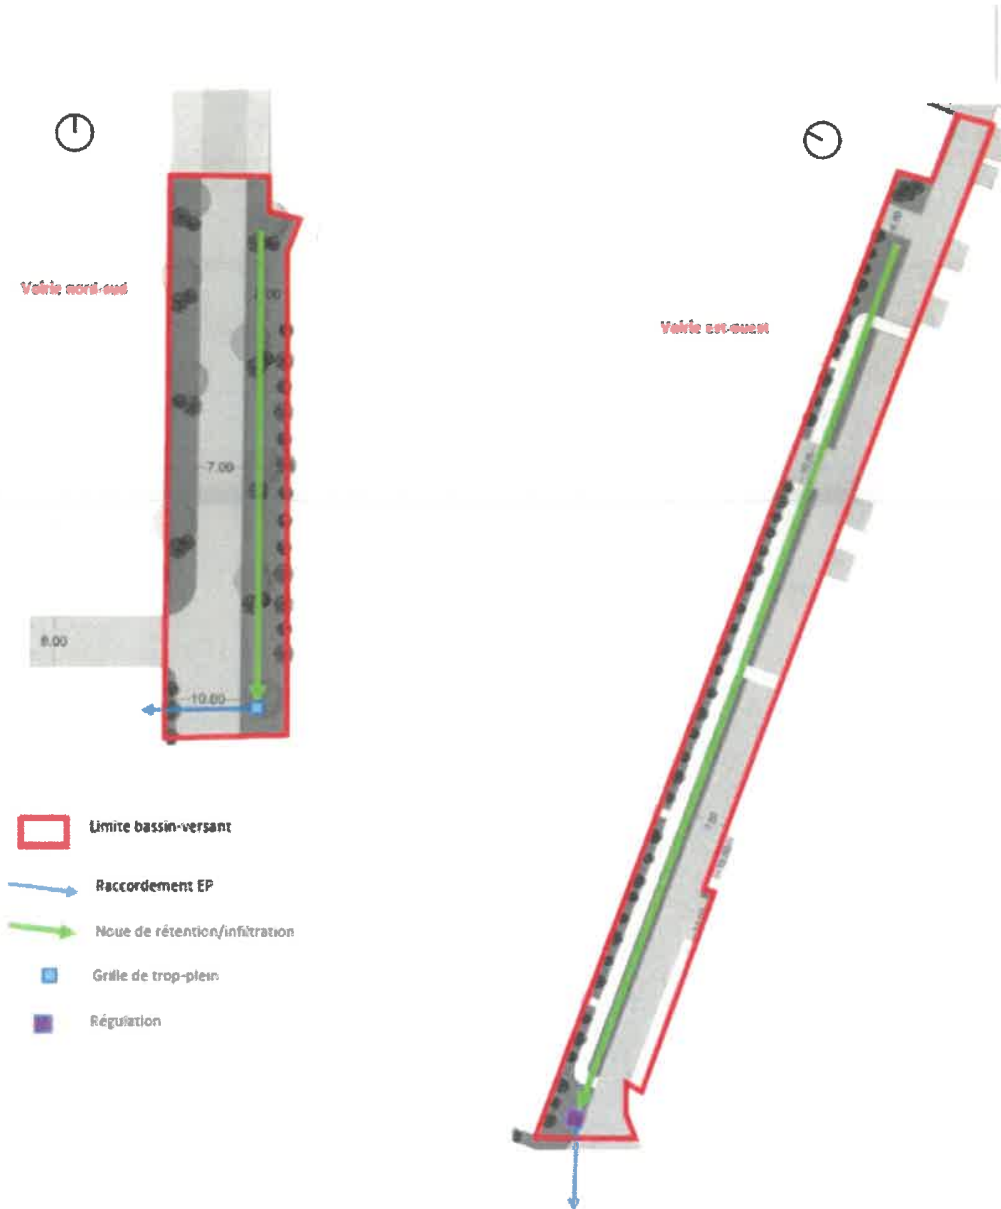 Voirie nord-sud
Voirie est-ouest
7.00
8.00
10.00
7.00
Limite bassin-versant
Raccordement EP
Noue de rétention/infiltration
Grille de trop-plein
Régulation